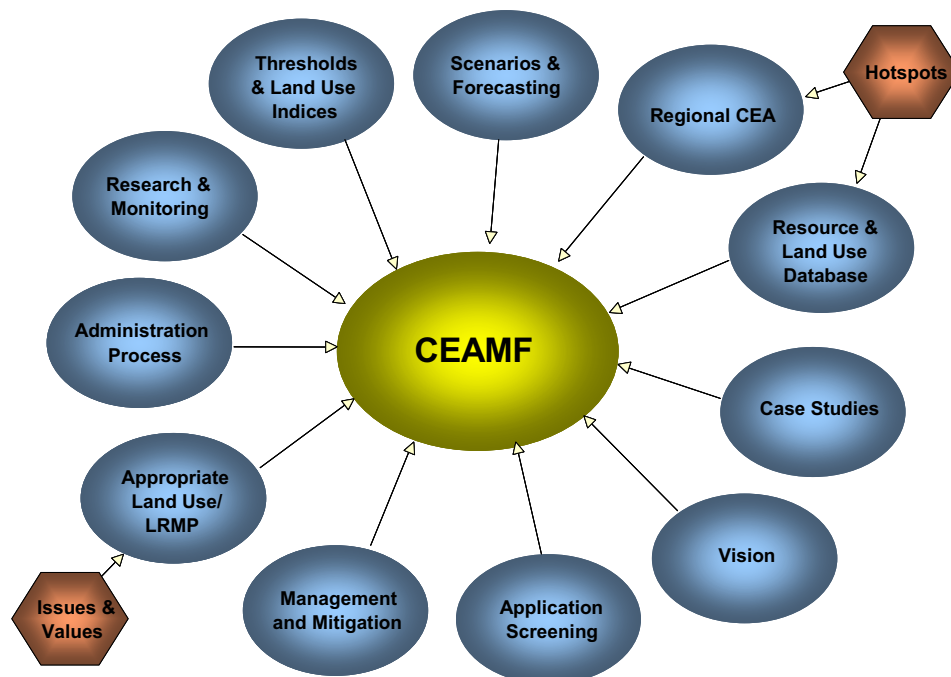 Thresholds
& Land Use
Indices
Scenarios &
Forecasting
Regional CEA
Hotspots
Research &
Monitoring
Resource &
Land Use
Database
Administration
Process
CEAMF
Case Studies
Appropriate
Land Use/
LRMP
Vision
Issues &
Values
Management
and Mitigation
Application
Screening